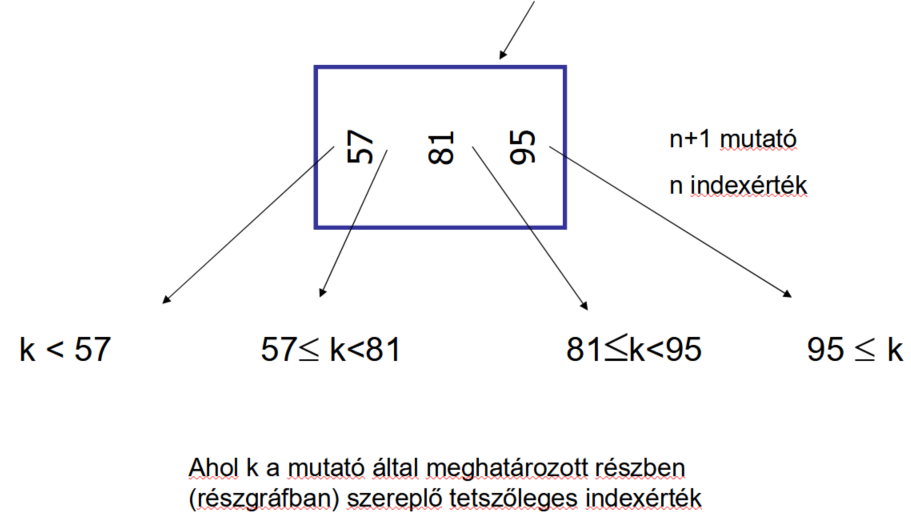 57 81 95
n+1 mutató
n indexérték
k < 57 57≤ k<81 81≤k<95 95 ≤ k
Ahol k a mutató által meghatározott részben
(részgráfban) szereplő tetszőleges indexérték